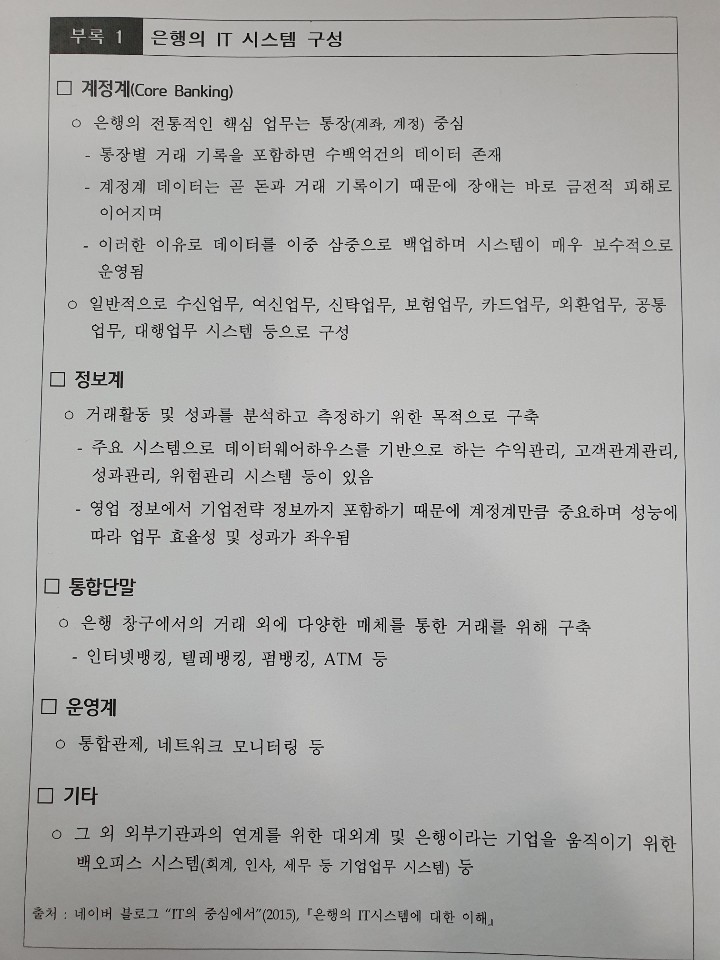 부록 1 은행의 IT 시스템 구성
□ 계정계(Core Banking)
○ 은행의 전통적인 핵심 업무는 통장(계좌, 계정) 중심
- 통장별 거래 기록을 포함하면 수백억건의 데이터 존재
- 계정계 데이터는 곧 돈과 거래 기록이기 때문에 장애는 바로 금전적 피해로
이어지며
- 이러한 이유로 데이터를 이중 삼중으로 백업하며 시스템이 매우 보수적으로
운영됨
○ 일반적으로 수신업무, 여신업무, 신탁업무, 보험업무, 카드업무, 외환업무, 공통
업무, 대행업무 시스템 등으로 구성
□ 정보계
○ 거래활동 및 성과를 분석하고 측정하기 위한 목적으로 구축
- 주요 시스템으로 데이터웨어하우스를 기반으로 하는 수익관리, 고객관계관리,
성과관리, 위험관리 시스템 등이 있음
- 영업 정보에서 기업전략 정보까지 포함하기 때문에 계정계만큼 중요하며 성능에
따라 업무 효율성 및 성과가 좌우됨
□ 통합단말
○ 은행 창구에서의 거래 외에 다양한 매체를 통한 거래를 위해 구축
- 인터넷뱅킹, 텔레뱅킹, 펌뱅킹, ATM 등
□ 운영계
○ 통합관제, 네트워크 모니터링 등
□ 기타
○ 그 외 외부기관과의 연계를 위한 대외계 및 은행이라는 기업을 움직이기 위한
백오피스 시스템(회계, 인사, 세무 등 기업업무 시스템) 등
출처 : 네이버 블로그 "IT의 중심에서"(2015), 『은행의 IT시스템에 대한 이해』